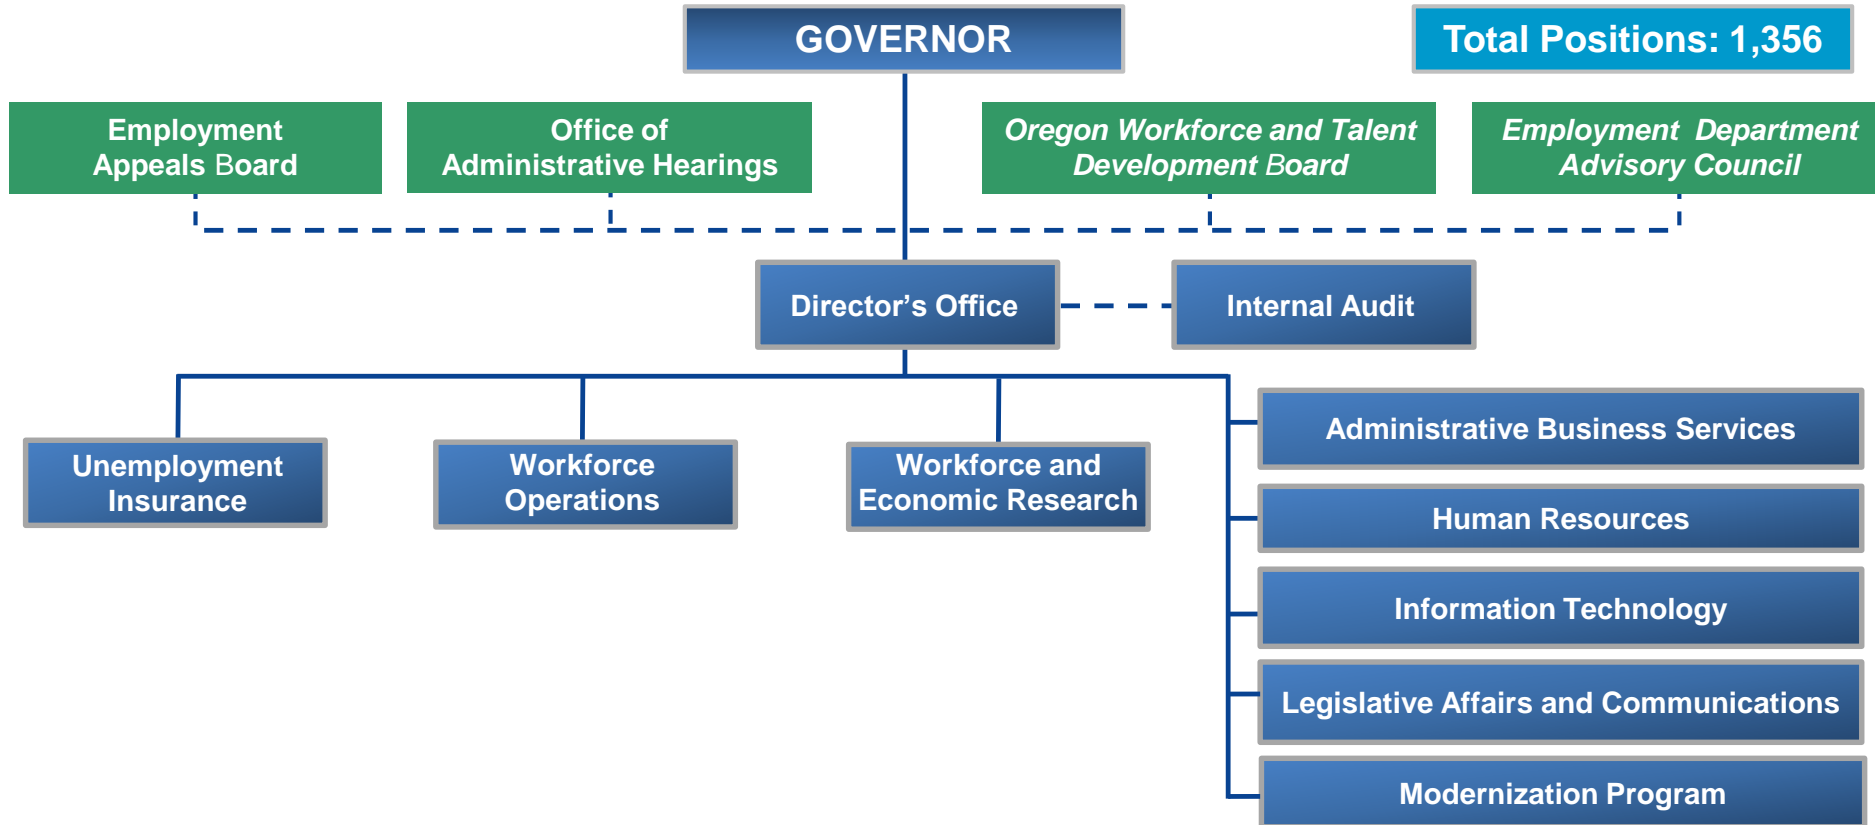 GOVERNOR
Total Positions: 1,356
Employment
Appeals Board
Office of
Administrative Hearings
Oregon Workforce and Talent
Development Board
Employment Department
Advisory Council
Director’s Office
Internal Audit
Unemployment
Insurance
Workforce
Operations
Workforce and
Economic Research
Administrative Business Services
Human Resources
Information Technology
Legislative Affairs and Communications
Modernization Program